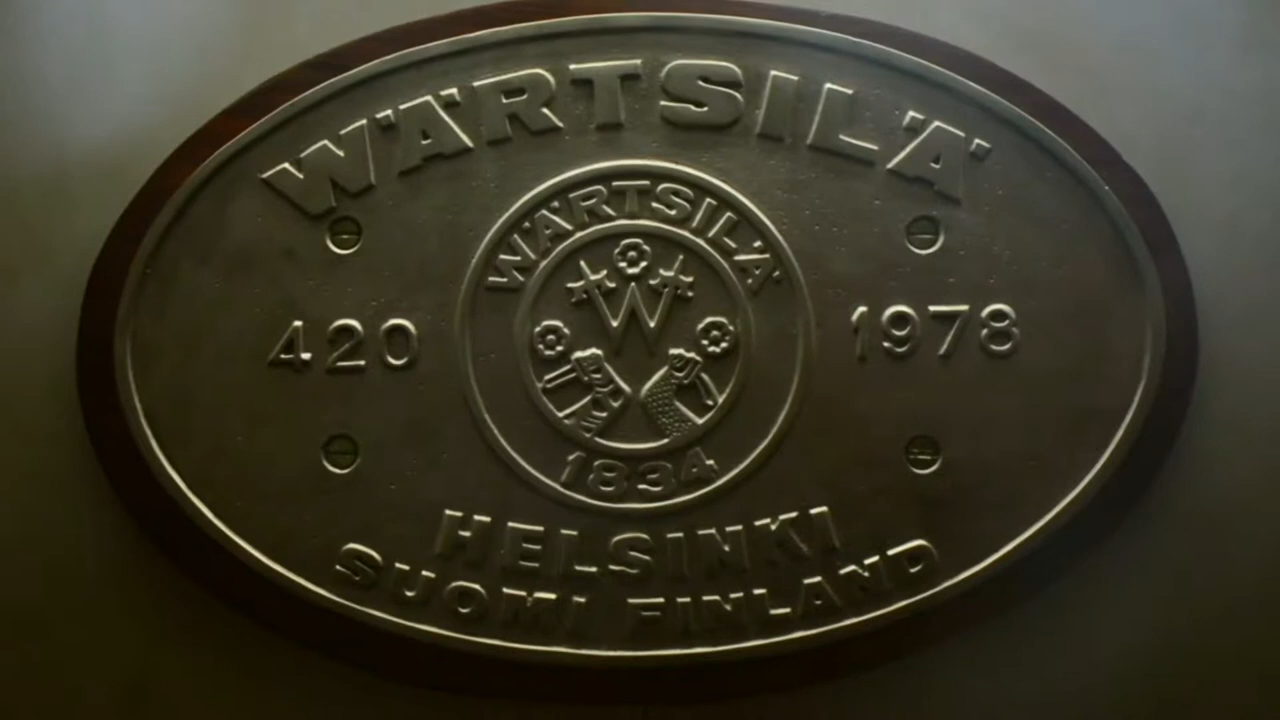 WÄRTSILÄ
WÄRTSILÄ
W
420
1978
1834
HELSINKI
SUOMI FINLAND